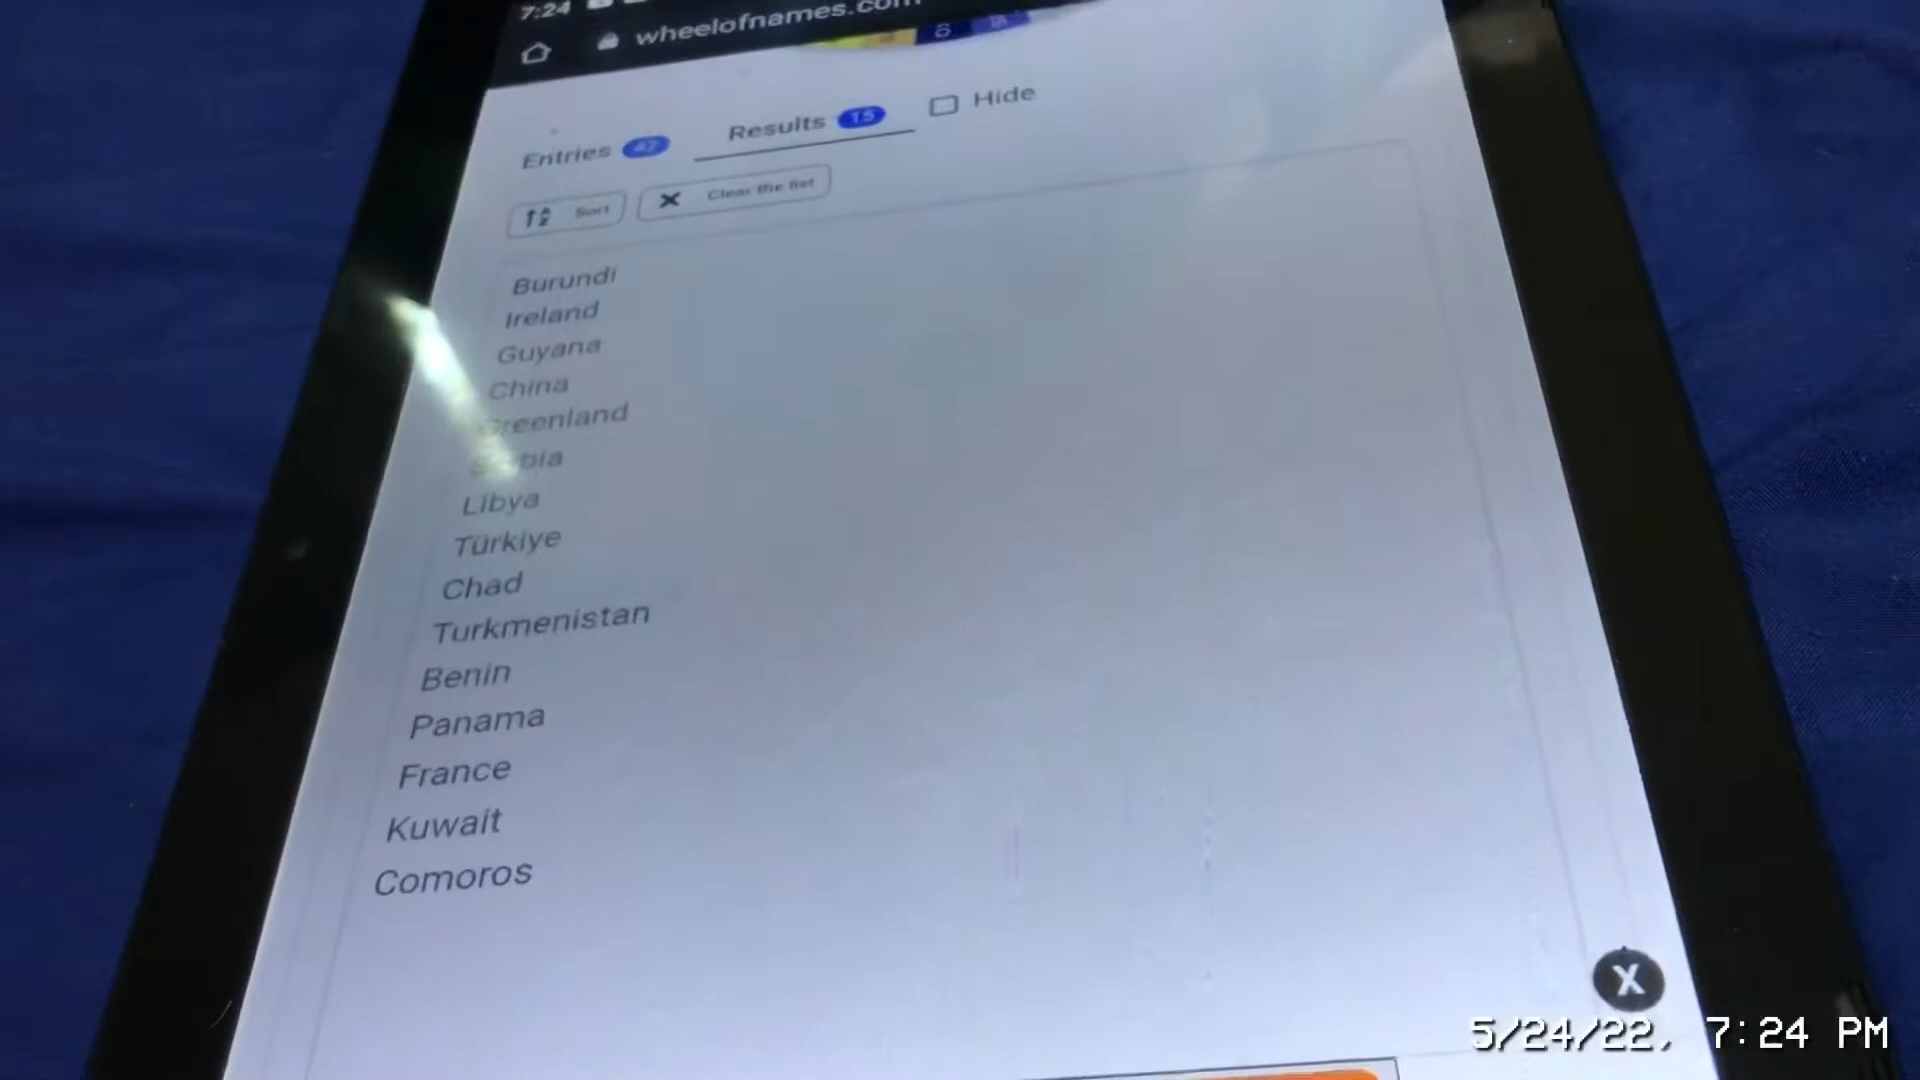 7:24
wheelofnames.com
Entries 42
Results 15
Hide
Sort
Clear the list
Burundi
Ireland
Guyana
China
Greenland
Serbia
Libya
Türkiye
Chad
Turkmenistan
Benin
Panama
France
Kuwait
Comoros
X
5/24/22, 7:24 PM